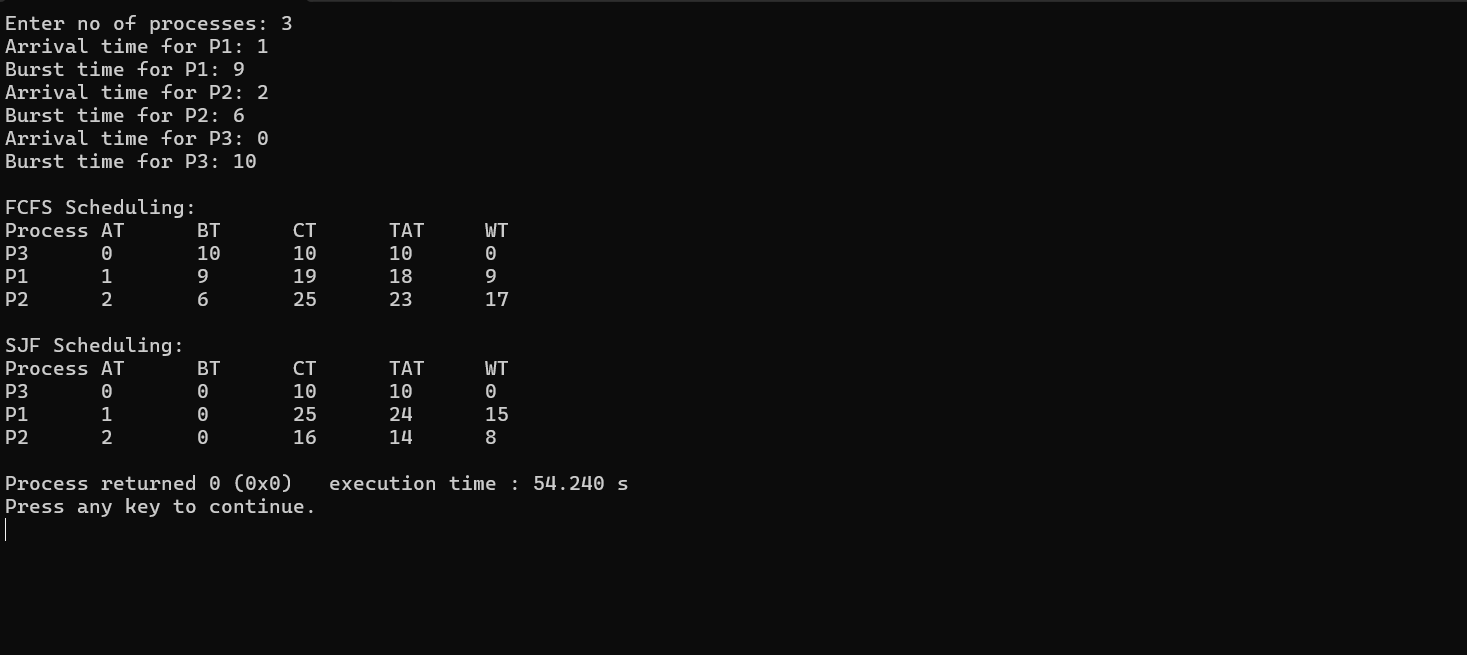 Enter no of processes: 3
Arrival time for P1: 1
Burst time for P1: 9
Arrival time for P2: 2
Burst time for P2: 6
Arrival time for P3: 0
Burst time for P3: 10

FCFS Scheduling:
Process AT      BT      CT      TAT     WT
P3      0       10      10      10      0
P1      1       9       19      18      9
P2      2       6       25      23      17

SJF Scheduling:
Process AT      BT      CT      TAT     WT
P3      0       0       10      10      0
P1      1       0       25      24      15
P2      2       0       16      14      8

Process returned 0 (0x0)   execution time : 54.240 s
Press any key to continue.